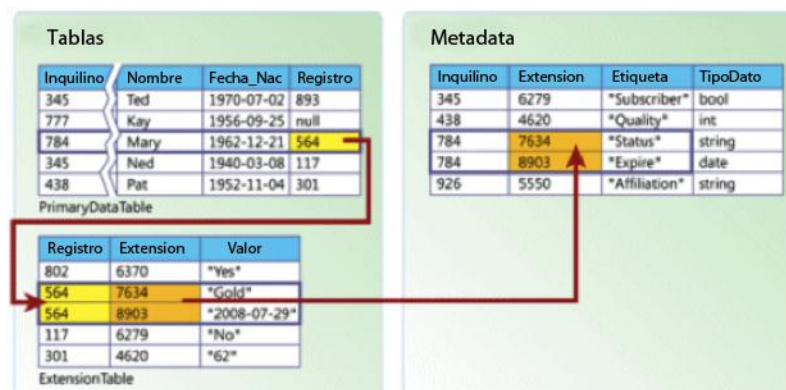 Tablas
Inquilino Nombre Fecha_Nac Registro
345 Ted 1970-07-02 893
777 Kay 1956-09-25 null
784 Mary 1962-12-21 564
345 Ned 1940-03-08 117
438 Pat 1952-11-04 301
PrimaryDataTable
Registro Extension Valor
802 6370 "Yes"
564 7634 "Gold"
564 8903 "2008-07-29"
117 6279 "No"
301 4620 "62"
ExtensionTable
Metadata
Inquilino Extension Etiqueta TipoDato
345 6279 "Subscriber" bool
438 4620 "Quality" int
784 7634 "Status" string
784 8903 "Expire" date
926 5550 "Affiliation" string